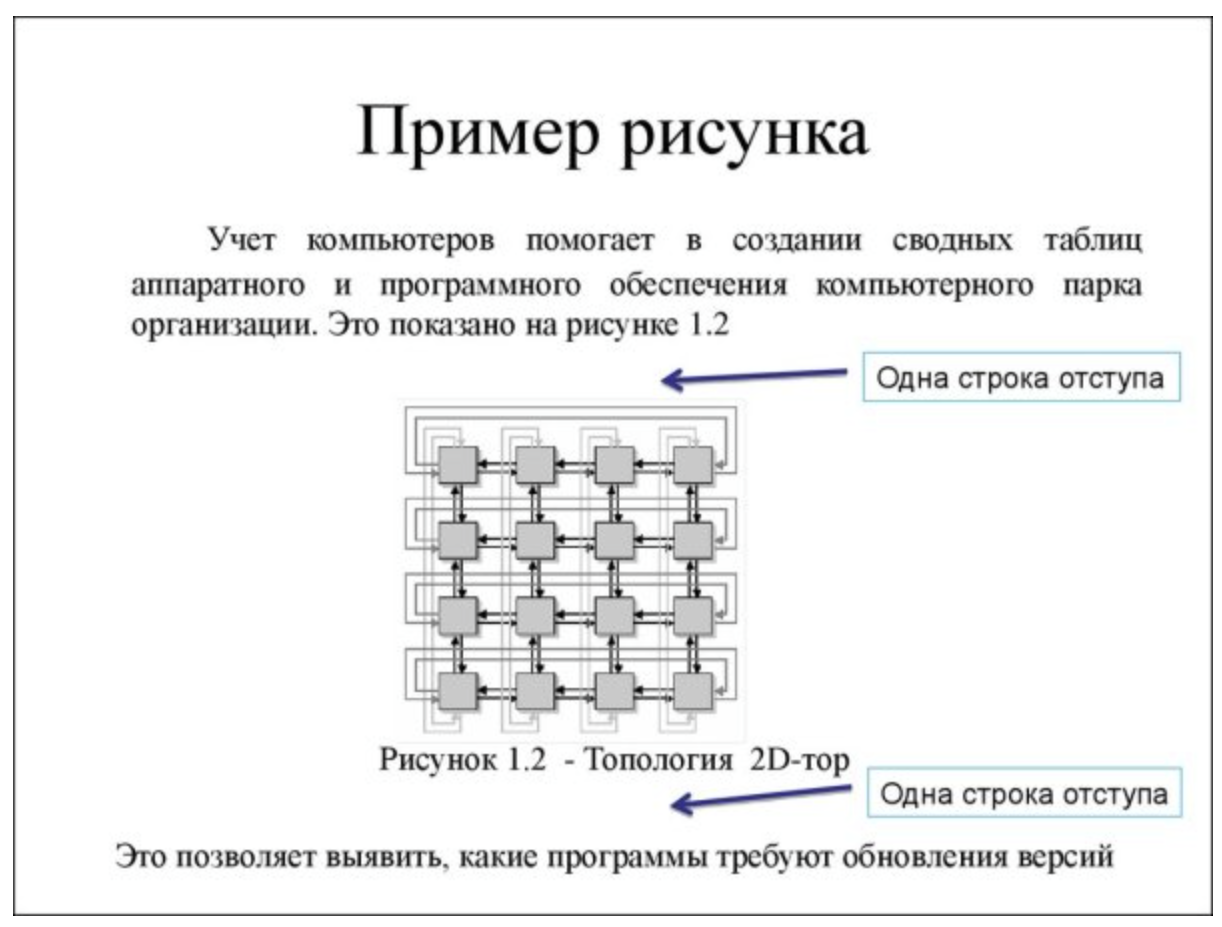 Пример рисунка
Учет компьютеров помогает в создании сводных таблиц
аппаратного и программного обеспечения компьютерного парка
организации. Это показано на рисунке 1.2
Одна строка отступа
Рисунок 1.2 - Топология 2D-тор
Одна строка отступа
Это позволяет выявить, какие программы требуют обновления версий